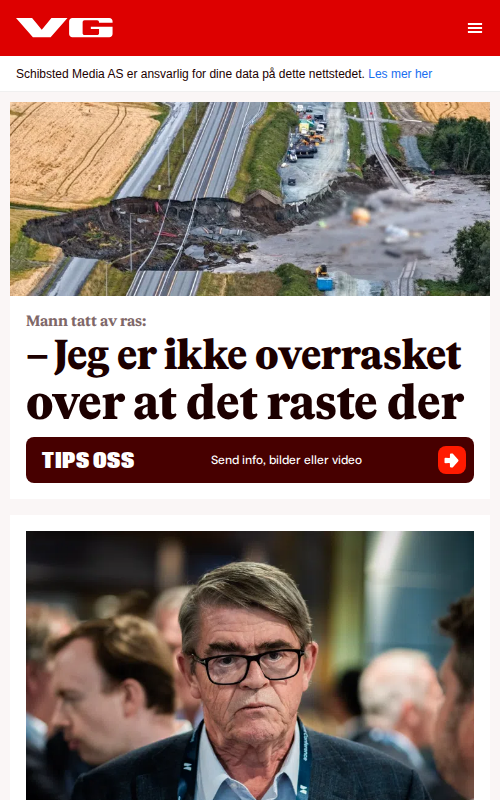 VG
Schibsted Media AS er ansvarlig for dine data på dette nettstedet. Les mer her
Mann tatt av ras:
– Jeg er ikke overrasket
over at det raste der
TIPS OSS
Send info, bilder eller video